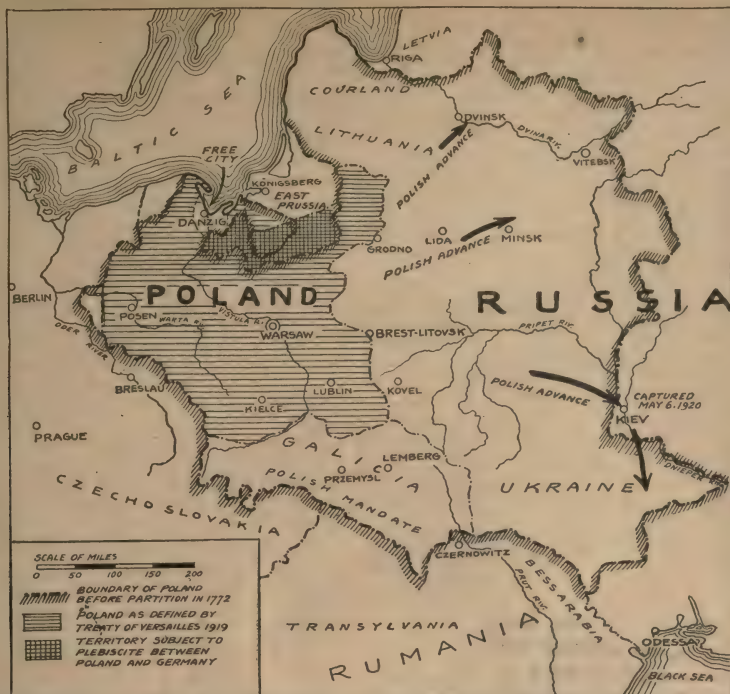 LETVIA
RIGA
COURLAND
BALTIC SEA
LITHUANIA
DVINSK
DVINA RIV.
VITEBSK
POLISH ADVANCE
FREE
CITY
KÖNIGSBERG
EAST
PRUSSIA
DANZIG
GRODNO
LIDA
MINSK
POLISH ADVANCE
BERLIN
POLAND
RUSSIA
POSEN
WARTA R.
VISTULA R.
WARSAW
BREST-LITOVSK
PRIPET RIV.
ODER RIVER
BRESLAU
LUBLIN
KOVEL
KIELCE
POLISH ADVANCE
CAPTURED
MAY 6. 1920
KIEV
PRAGUE
GALICIA
LEMBERG
PRZEMYSL
POLISH MANDATE
DNIEPER RIV.
UKRAINE
CZECHO SLOVAKIA
CZERNOWITZ
PRUT RIV.
BESSARABIA
TRANSYLVANIA
RUMANIA
ODESSA
BLACK SEA
SCALE OF MILES
0 50 100 150 200
BOUNDARY OF POLAND
BEFORE PARTITION IN 1772
POLAND AS DEFINED BY
TREATY OF VERSAILLES 1919
TERRITORY SUBJECT TO
PLEBISCITE BETWEEN
POLAND AND GERMANY